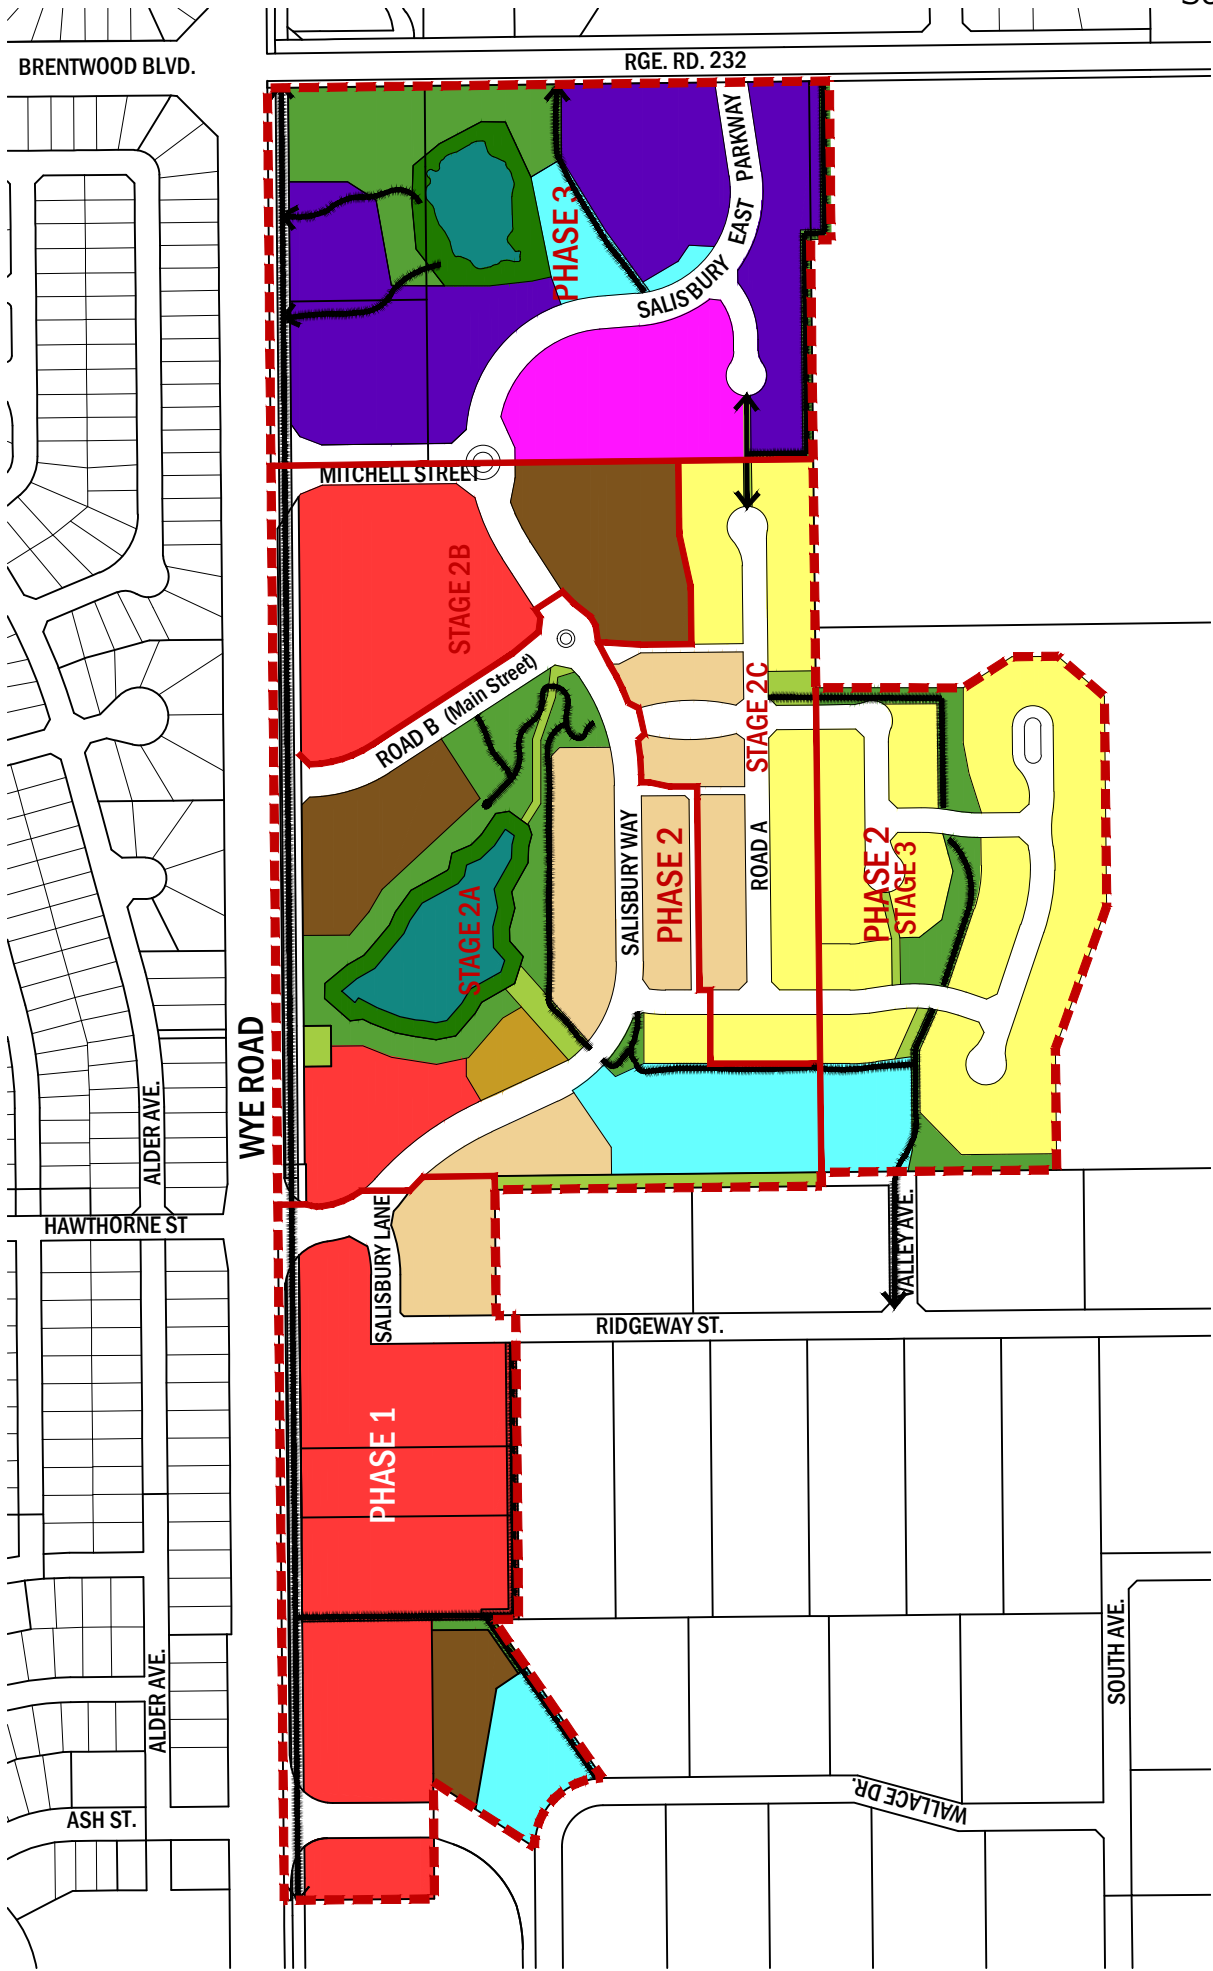 BRENTWOOD BLVD.
RGE. RD. 232
SALISBURY EAST PARKWAY
PHASE 3
MITCHELL STREET
STAGE 2B
ROAD B (Main Street)
STAGE 2C
STAGE 2A
SALISBURY WAY
PHASE 2
ROAD A
PHASE 2
STAGE 3
WYE ROAD
ALDER AVE.
HAWTHORNE ST
SALISBURY LANE
VALLEY AVE.
RIDGEWAY ST.
PHASE 1
ALDER AVE.
SOUTH AVE.
WALLACE DR.
ASH ST.